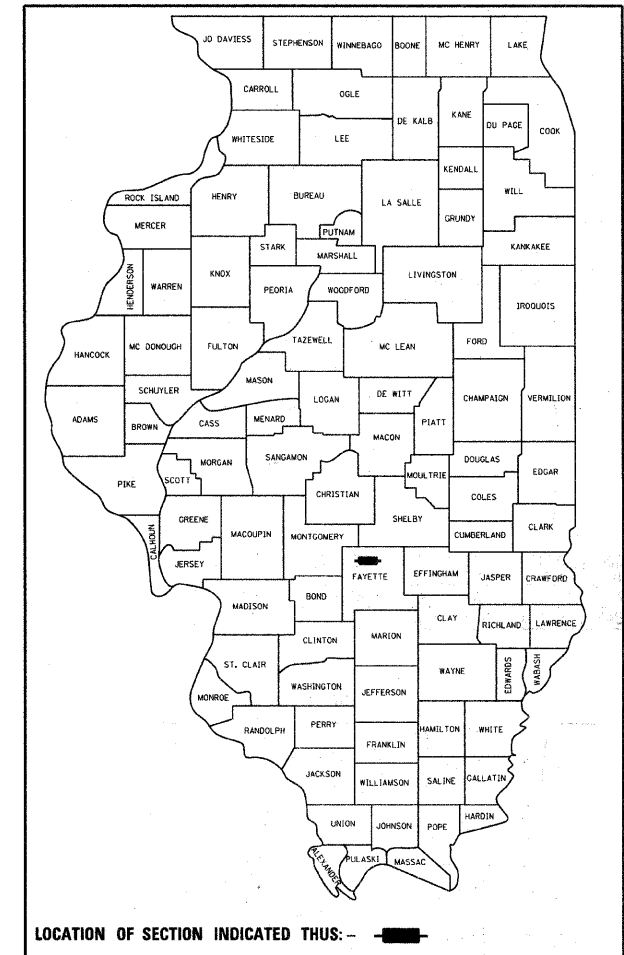 JO DAVIESS STEPHENSON WINNEBAGO BOONE MC HENRY LAKE
CARROLL OGLE DE KALB KANE DU PAGE COOK
WHITESIDE LEE
KENDALL WILL
ROCK ISLAND HENRY BUREAU LA SALLE GRUNDY
MERCER PUTNAM
STARK MARSHALL KANKAKEE
HENDERSON WARREN KNOX PEORIA WOODFORD LIVINGSTON IROQUOIS
HANCOCK MC DONOUGH FULTON TAZEWELL MC LEAN FORD
MASON
SCHUYLER LOGAN DE WITT CHAMPAIGN VERMILION
ADAMS BROWN CASS MENARD MACON PIATT
MORGAN SANGAMON DOUGLAS EDGAR
PIKE SCOTT CHRISTIAN MOULTRIE COLES
GREENE MACOUPIN MONTGOMERY SHELBY CUMBERLAND CLARK
CALHOUN JERSEY FAYETTE EFFINGHAM JASPER CRAWFORD
MADISON BOND
CLINTON MARION CLAY RICHLAND LAWRENCE
ST. CLAIR WAYNE EDWARDS WABASH
MONROE WASHINGTON JEFFERSON
RANDOLPH PERRY HAMILTON WHITE
FRANKLIN
JACKSON WILLIAMSON SALINE GALLATIN
UNION JOHNSON POPE HARDIN
ALEXANDER PULASKI MASSAC
LOCATION OF SECTION INDICATED THUS: -